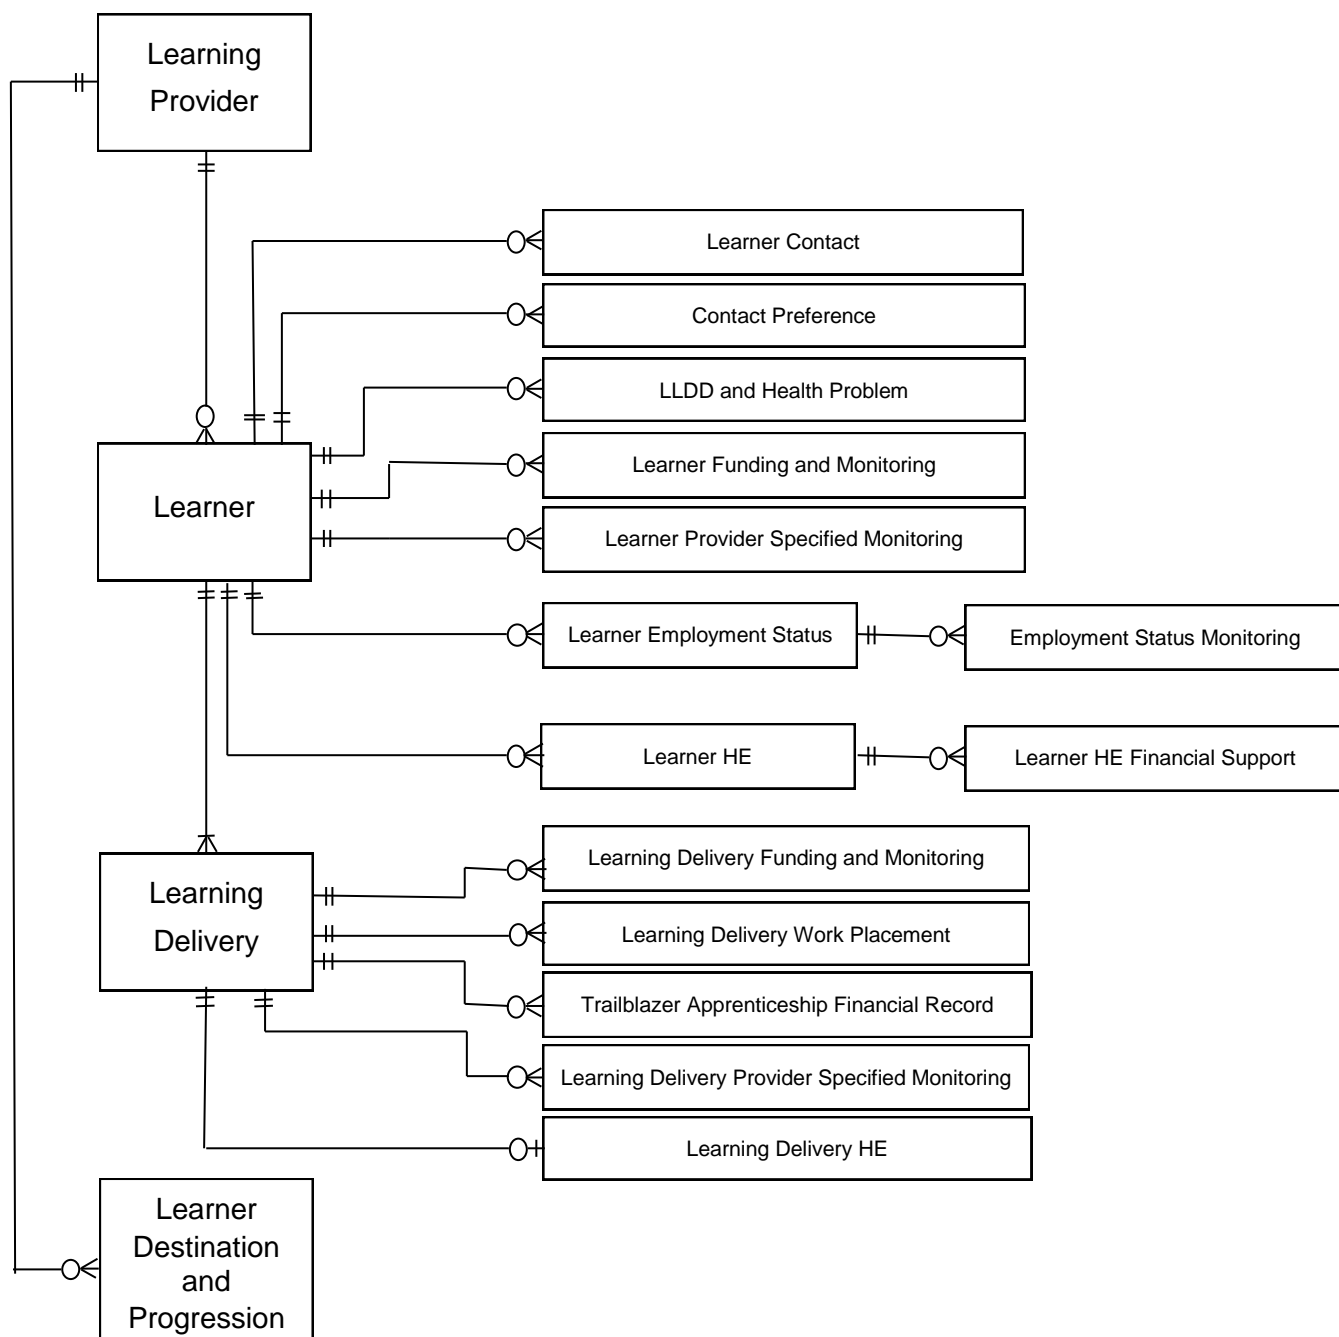 Learning
Provider
Learner Contact
Contact Preference
LLDD and Health Problem
Learner Funding and Monitoring
Learner
Learner Provider Specified Monitoring
Learner Employment Status
Employment Status Monitoring
Learner HE
Learner HE Financial Support
Learning
Delivery
Learning Delivery Funding and Monitoring
Learning Delivery Work Placement
Trailblazer Apprenticeship Financial Record
Learning Delivery Provider Specified Monitoring
Learning Delivery HE
Learner
Destination
and
Progression